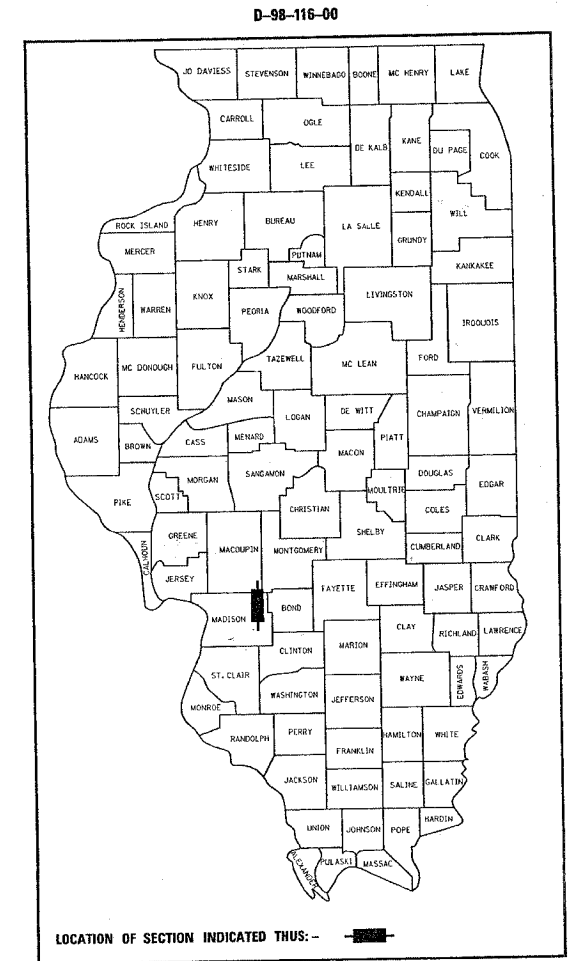 D-98-116-00
JO DAVIESS STEVENSON WINNEBAGO BOONE MC HENRY LAKE
CARROLL OGLE DE KALB KANE DU PAGE COOK
WHITESIDE LEE
KENDALL WILL
ROCK ISLAND HENRY BUREAU LA SALLE GRUNDY
MERCER PUTNAM KANKAKEE
STARK MARSHALL
HENDERSON WARREN KNOX PEORIA WOODFORD LIVINGSTON IROQUOIS
HANCOCK MC DONOUGH FULTON TAZEWELL MC LEAN FORD
MASON
SCHUYLER LOGAN DE WITT CHAMPAIGN VERMILION
ADAMS BROWN CASS MENARD PIATT
MACON
MORGAN SANGAMON DOUGLAS
PIKE SCOTT MOULTRIE EDGAR
CHRISTIAN COLES
GREENE MACOUPIN MONTGOMERY SHELBY CUMBERLAND CLARK
CALHOUN JERSEY
FAYETTE EFFINGHAM JASPER CRAWFORD
MADISON BOND
CLAY RICHLAND LAWRENCE
MARION
CLINTON
ST. CLAIR WAYNE EDWARDS WABASH
WASHINGTON JEFFERSON
MONROE
RANDOLPH PERRY HAMILTON WHITE
FRANKLIN
JACKSON WILLIAMSON SALINE GALLATIN
HARDIN
UNION JOHNSON POPE
ALEXANDER PULASKI MASSAC
LOCATION OF SECTION INDICATED THUS: -